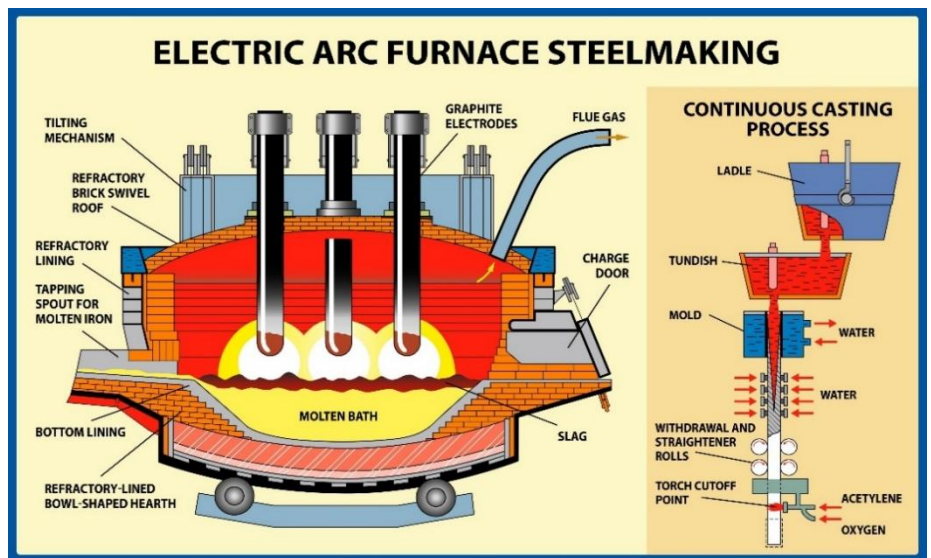 ELECTRIC ARC FURNACE STEELMAKING
TILTING
MECHANISM
REFRACTORY
BRICK SWIVEL
ROOF
REFRACTORY
LINING
TAPPING
SPOUT FOR
MOLTEN IRON
BOTTOM LINING
REFRACTORY-LINED
BOWL-SHAPED HEARTH
GRAPHITE
ELECTRODES
FLUE GAS
CHARGE
DOOR
MOLTEN BATH
SLAG
CONTINUOUS CASTING
PROCESS
LADLE
TUNDISH
MOLD
WATER
WATER
WITHDRAWAL AND
STRAIGHTENER
ROLLS
TORCH CUTOFF
POINT
ACETYLENE
OXYGEN